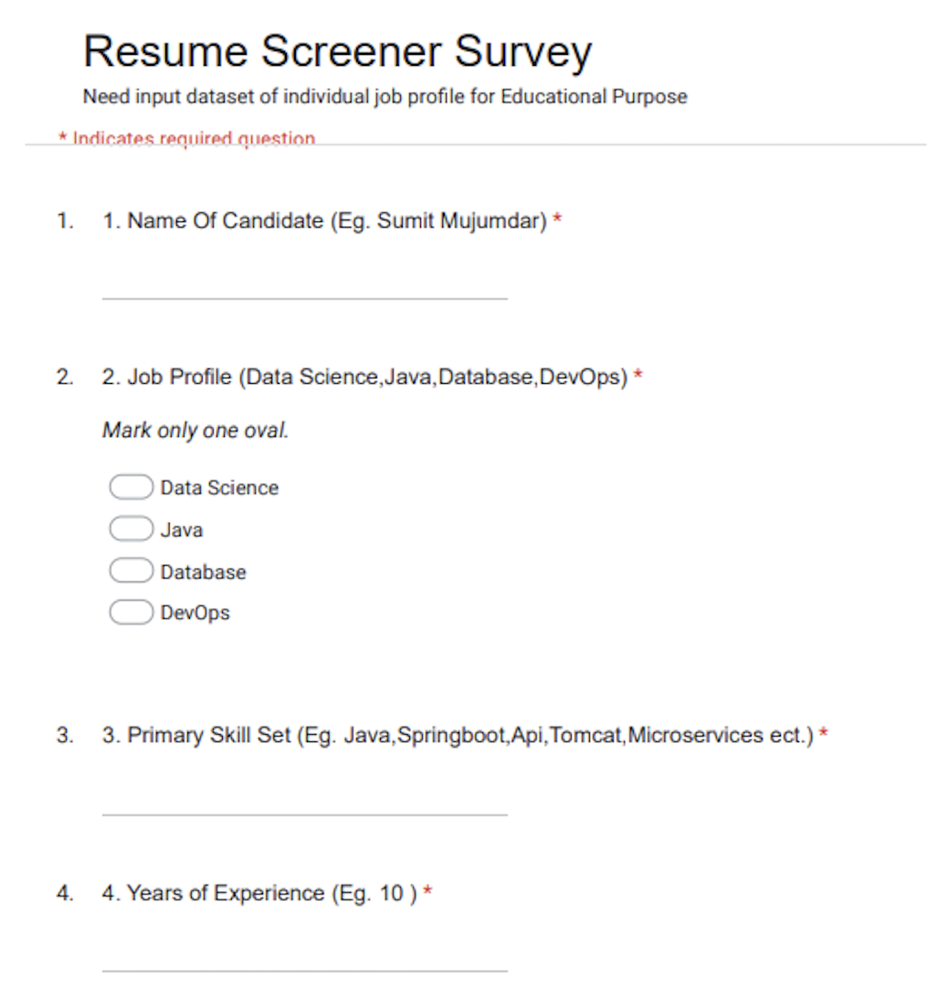 Resume Screener Survey
Need input dataset of individual job profile for Educational Purpose
* Indicates required question
1. 1. Name Of Candidate (Eg. Sumit Mujumdar) *
2. 2. Job Profile (Data Science,Java,Database,DevOps) *
Mark only one oval.
Data Science
Java
Database
DevOps
3. 3. Primary Skill Set (Eg. Java,Springboot,Api,Tomcat,Microservices ect.) *
4. 4. Years of Experience (Eg. 10 ) *